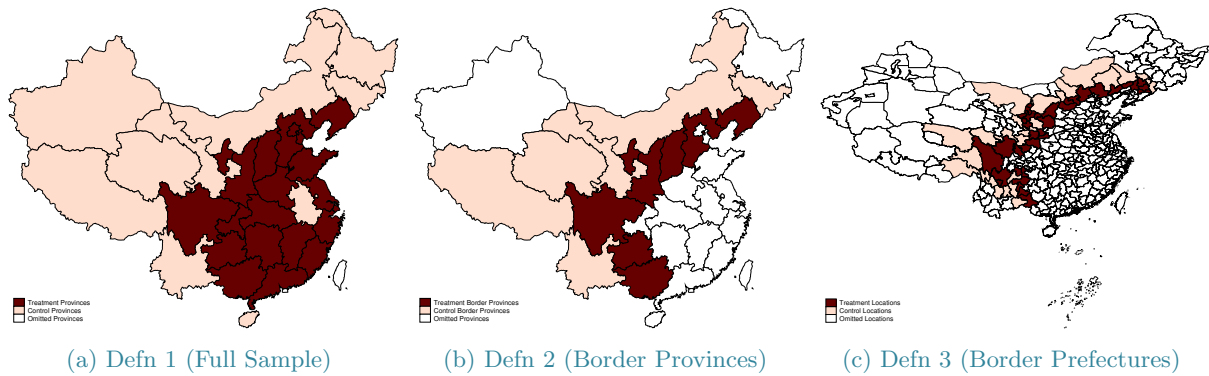 Treatment Provinces
Control Provinces
Omitted Provinces
Treatment Border Provinces
Control Border Provinces
Omitted Provinces
Treatment Locations
Control Locations
Omitted Locations
(a) Defn 1 (Full Sample)
(b) Defn 2 (Border Provinces)
(c) Defn 3 (Border Prefectures)